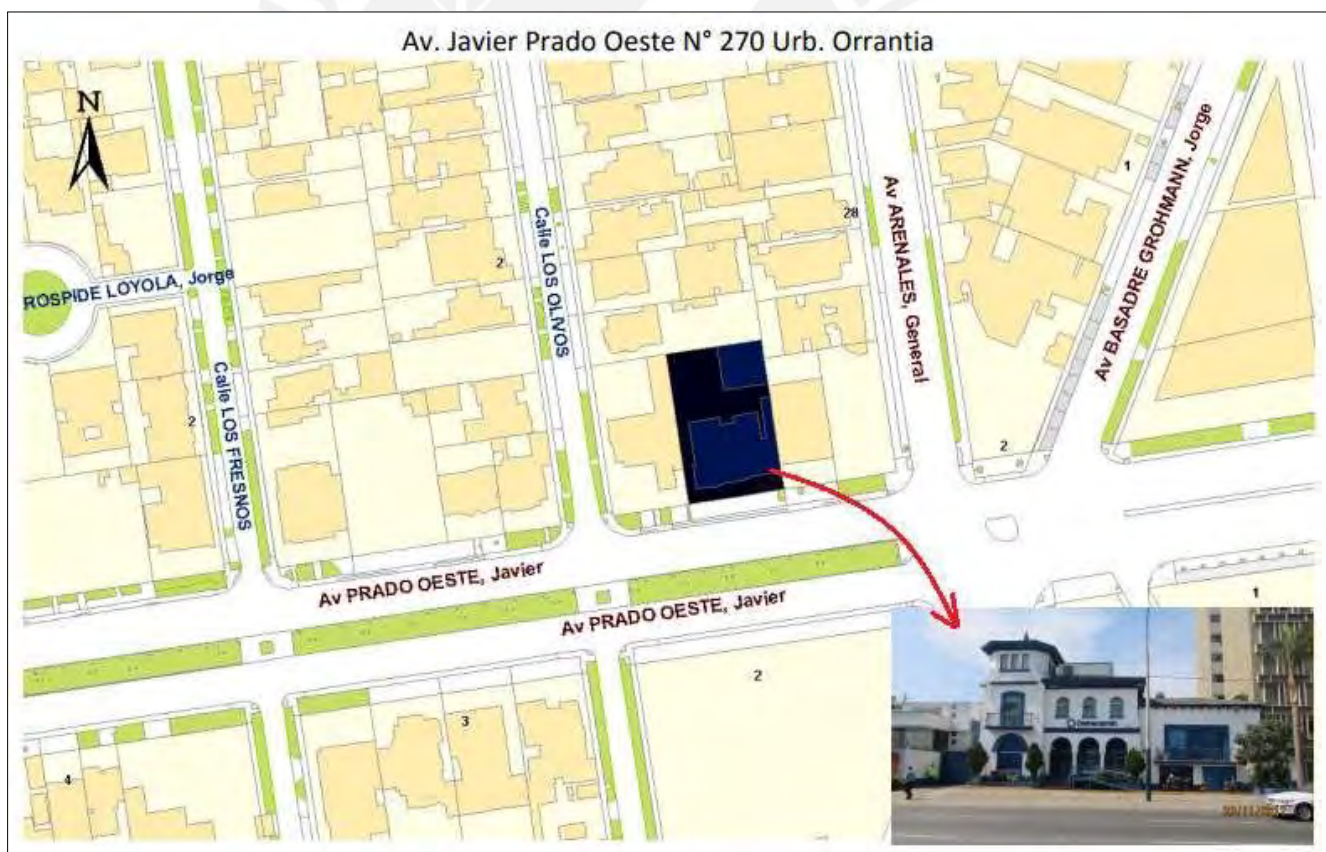 Av. Javier Prado Oeste N° 270 Urb. Orrantia
N
1
1
28
2
Av ARENALES, General
Av BASADRE GROHMANN, Jorge
Calle LOS OLIVOS
ROSPIDE LOYOLA, Jorge
Calle LOS FRESNOS
2
2
Av PRADO OESTE, Javier
Av PRADO OESTE, Javier
1
2
3
4